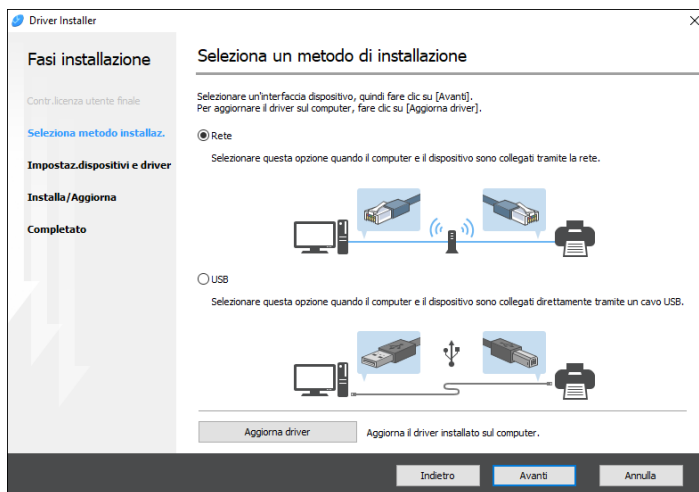 Driver Installer
Fasi installazione
Contr.licenza utente finale
Seleziona metodo installaz.
Impostaz.dispositivi e driver
Installa/Aggiorna
Completato
Seleziona un metodo di installazione
Selezionare un'interfaccia dispositivo, quindi fare clic su [Avanti].
Per aggiornare il driver sul computer, fare clic su [Aggiorna driver].
Rete
Selezionare questa opzione quando il computer e il dispositivo sono collegati tramite la rete.
USB
Selezionare questa opzione quando il computer e il dispositivo sono collegati direttamente tramite un cavo USB.
Aggiorna driver
Aggiorna il driver installato sul computer.
Indietro
Avanti
Annulla